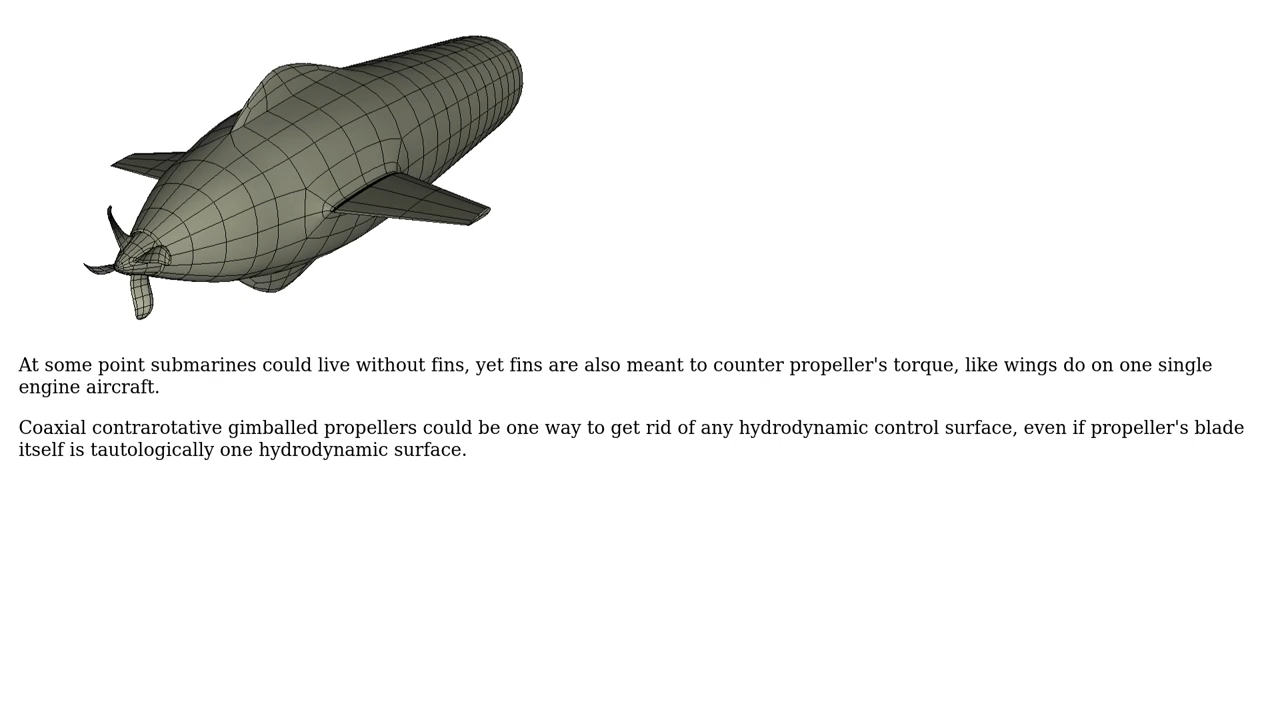 At some point submarines could live without fins, yet fins are also meant to counter propeller's torque, like wings do on one single
engine aircraft.
Coaxial contrarotative gimballed propellers could be one way to get rid of any hydrodynamic control surface, even if propeller's blade
itself is tautologically one hydrodynamic surface.